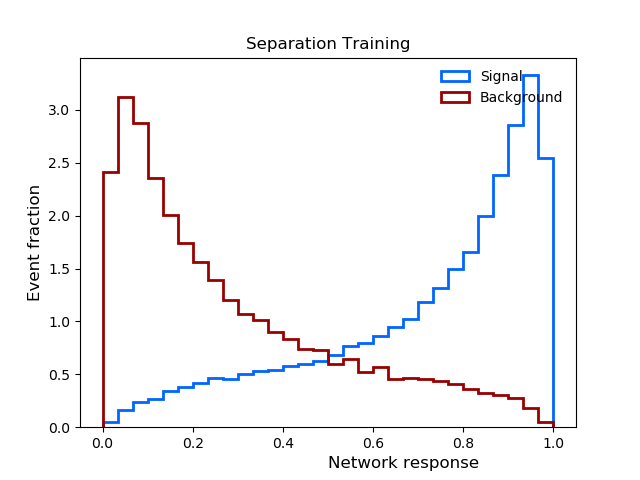 Separation Training
Signal
Background
3.0
2.5
2.0
1.5
1.0
0.5
0.0
Event fraction
0.0 0.2 0.4 0.6 0.8 1.0
Network response